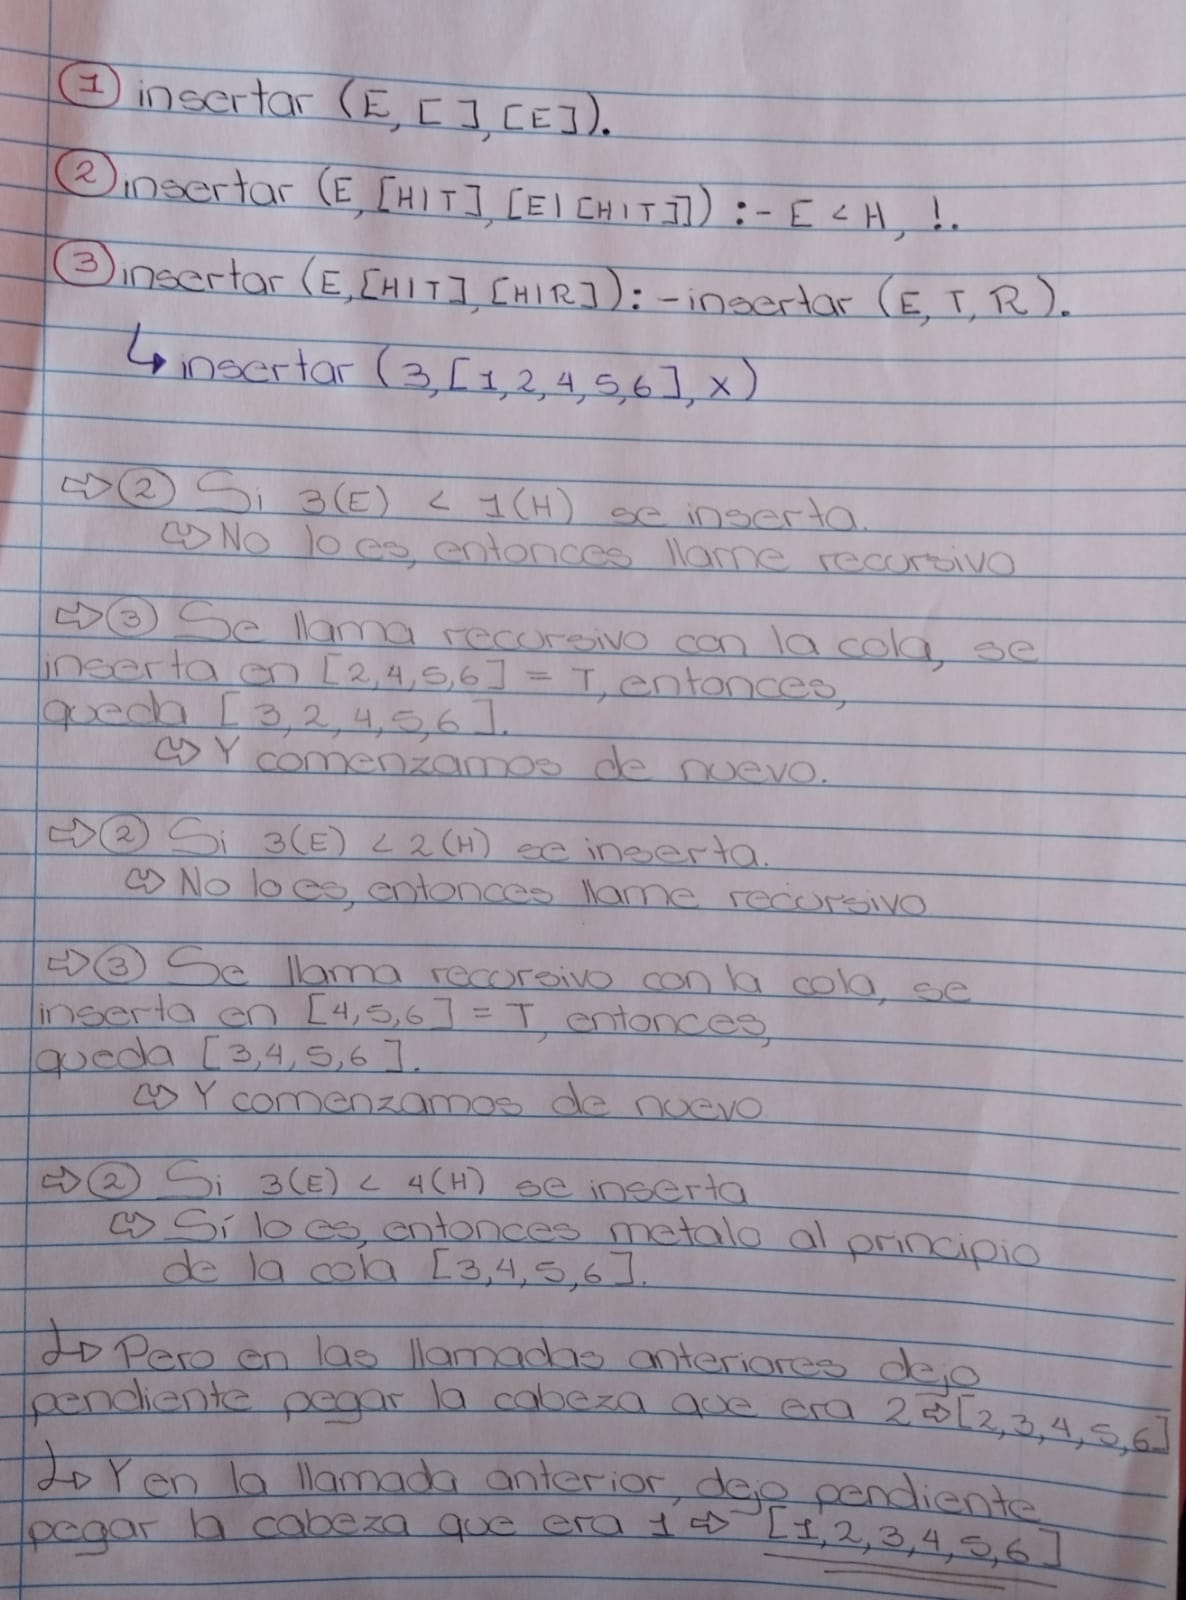 ① insertar (E, [ ], [E]).
② insertar (E, [H|T], [E|[H|T]]) :- E < H, !.
③ insertar (E, [H|T], [H|R]) :- insertar (E, T, R).
↳ insertar (3, [1, 2, 4, 5, 6], x)
⇨ ② Si 3(E) < 1(H) se inserta.
⇨ No lo es, entonces llame recursivo
⇨ ③ Se llama recursivo con la cola, se
inserta en [2, 4, 5, 6] = T, entonces,
queda [3, 2, 4, 5, 6].
⇨ Y comenzamos de nuevo.
⇨ ② Si 3(E) < 2(H) se inserta.
⇨ No lo es, entonces llame recursivo
⇨ ③ Se llama recursivo con la cola, se
inserta en [4, 5, 6] = T, entonces,
queda [3, 4, 5, 6].
⇨ Y comenzamos de nuevo
⇨ ② Si 3(E) < 4(H) se inserta
⇨ Sí lo es, entonces metalo al principio
de la cola [3, 4, 5, 6].
↳ Pero en las llamadas anteriores dejo
pendiente pegar la cabeza que era 2 ⇨ [2, 3, 4, 5, 6]
↳ Y en la llamada anterior, dejo pendiente
pegar la cabeza que era 1 ⇨ [1, 2, 3, 4, 5, 6]